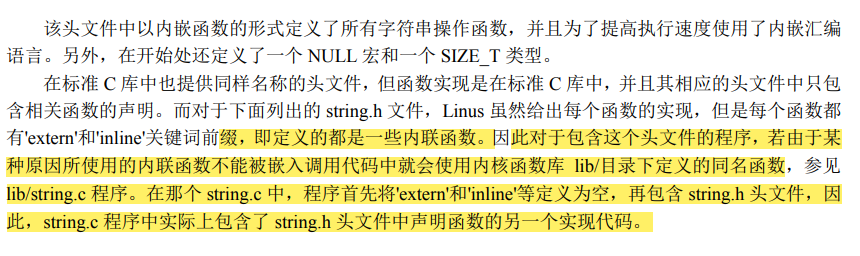 该头文件中以内嵌函数的形式定义了所有字符串操作函数，并且为了提高执行速度使用了内嵌汇编
语言。另外，在开始处还定义了一个 NULL 宏和一个 SIZE_T 类型。
在标准 C 库中也提供同样名称的头文件，但函数实现是在标准 C 库中，并且其相应的头文件中只包
含相关函数的声明。而对于下面列出的 string.h 文件，Linus 虽然给出每个函数的实现，但是每个函数都
有'extern'和'inline'关键词前缀，即定义的都是一些内联函数。因此对于包含这个头文件的程序，若由于某
种原因所使用的内联函数不能被嵌入调用代码中就会使用内核函数库 lib/目录下定义的同名函数，参见
lib/string.c 程序。在那个 string.c 中，程序首先将'extern'和'inline'等定义为空，再包含 string.h 头文件，因
此，string.c 程序中实际上包含了 string.h 头文件中声明函数的另一个实现代码。